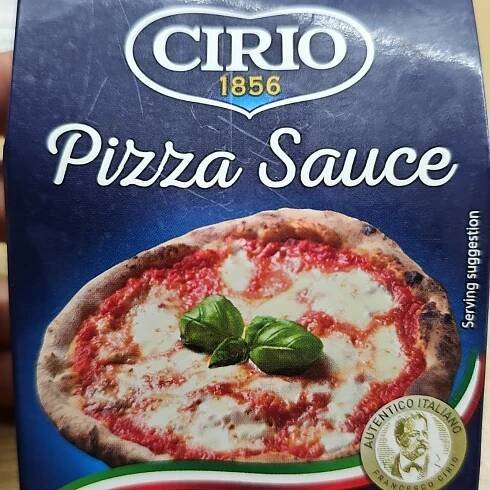 CIRIO
1856
Pizza Sauce
Serving suggestion
AUTENTICO ITALIANO
FRANCESCO CIRIO